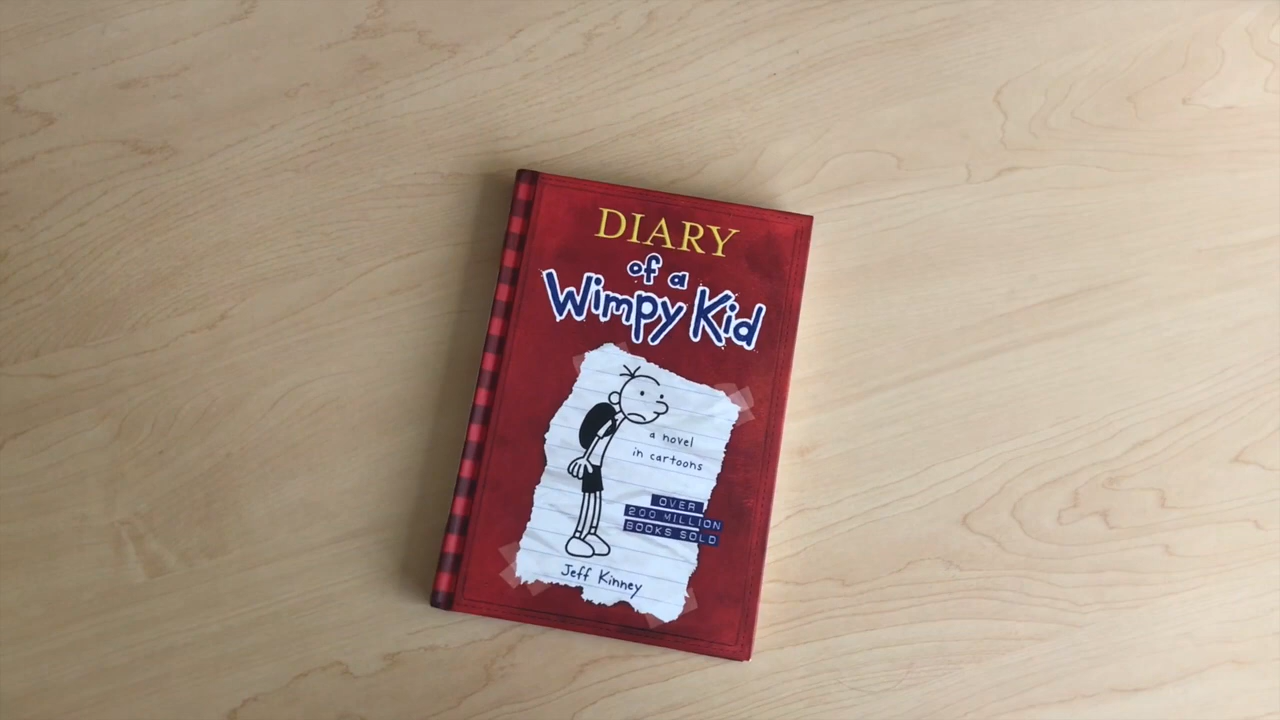 DIARY
of a
Wimpy Kid
a novel
in cartoons
OVER
200 MILLION
BOOKS SOLD
Jeff Kinney